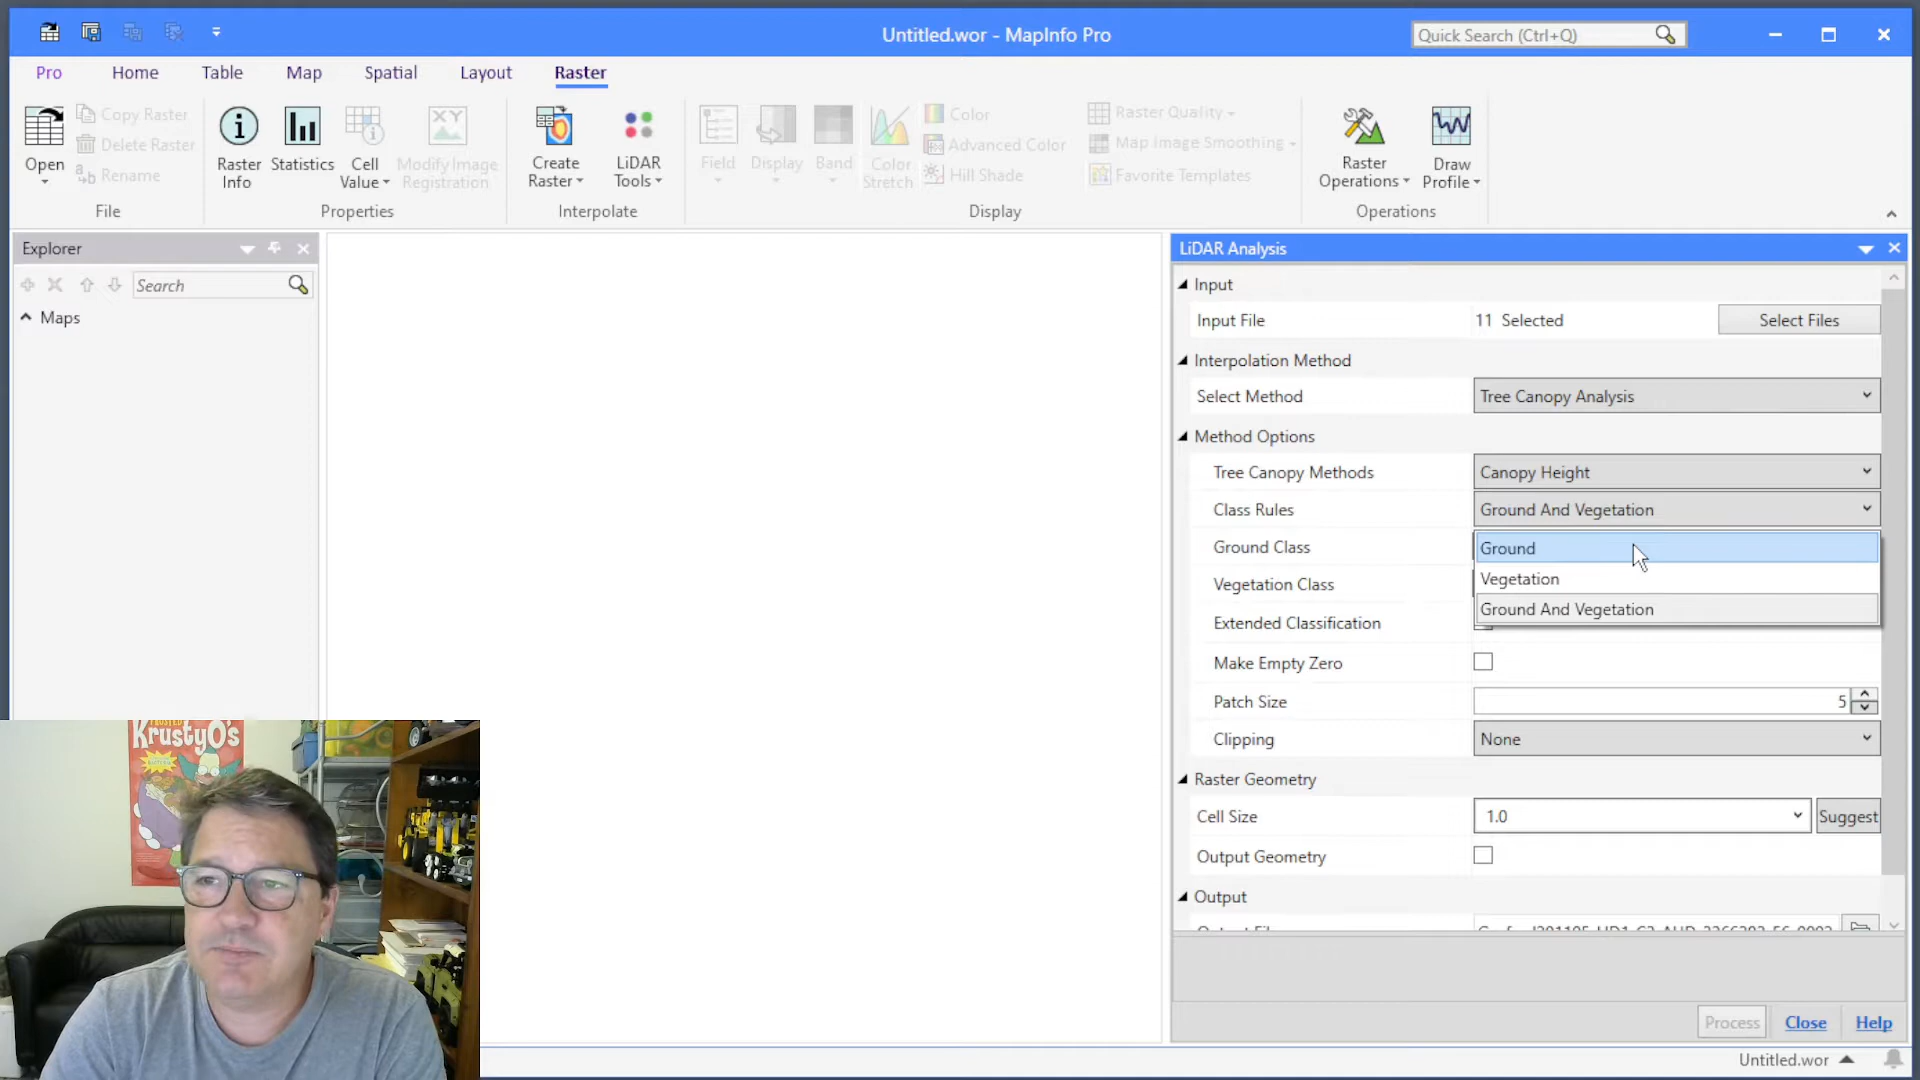 Untitled.wor - MapInfo Pro
Quick Search (Ctrl+Q)
Pro
Home
Table
Map
Spatial
Layout
Raster
Open
Copy Raster
Delete Raster
Rename
File
Raster Info
Statistics
Cell Value
XY
Modify Image Registration
Properties
Create Raster
LiDAR Tools
Interpolate
Field
Display
Band
Color Stretch
Color
Advanced Color
Hill Shade
Raster Quality
Map Image Smoothing
Favorite Templates
Display
Raster Operations
Draw Profile
Operations
Explorer
Search
Maps
LiDAR Analysis
Input
Input File
11 Selected
Select Files
Interpolation Method
Select Method
Tree Canopy Analysis
Method Options
Tree Canopy Methods
Canopy Height
Class Rules
Ground And Vegetation
Ground Class
Ground
Vegetation
Ground And Vegetation
Vegetation Class
Extended Classification
Make Empty Zero
Patch Size
5
Clipping
None
Raster Geometry
Cell Size
1.0
Suggest
Output Geometry
Output
Process
Close
Help
Untitled.wor
FROSTED
KrustyO's